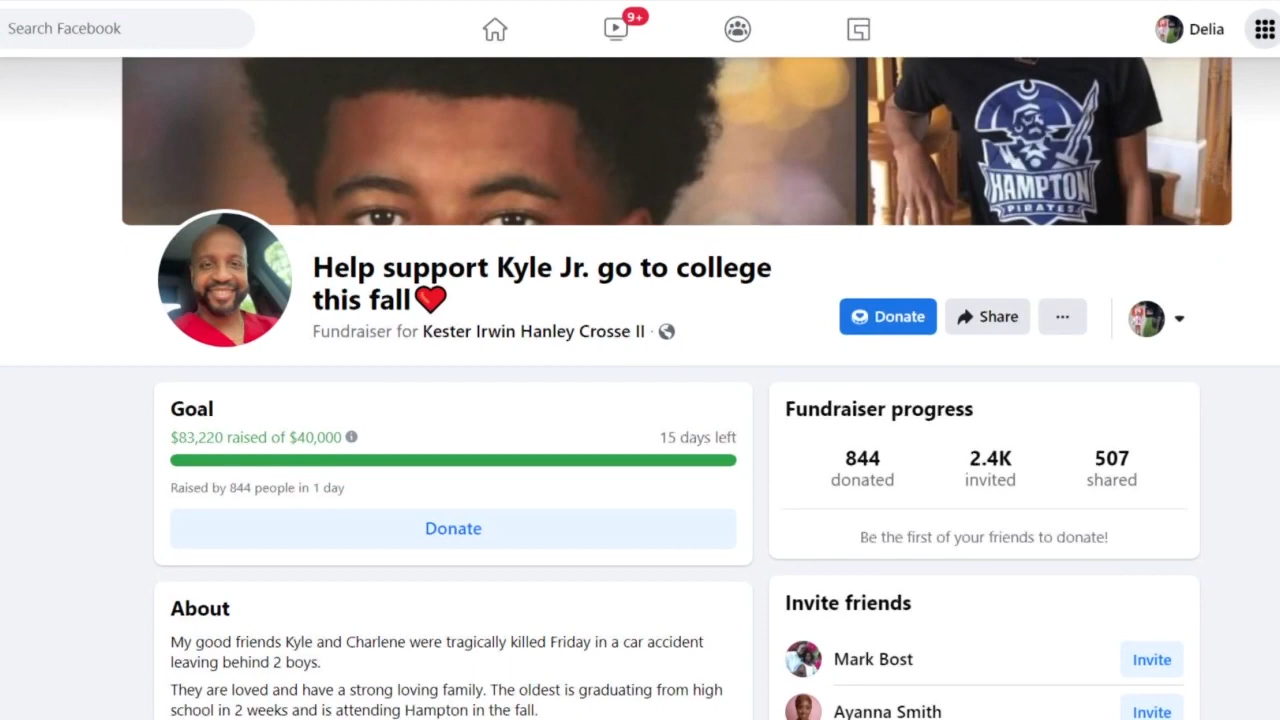 Search Facebook
9+
Delia
HAMPTON
PIRATES
Help support Kyle Jr. go to college
this fall❤️
Fundraiser for Kester Irwin Hanley Crosse II ·
Donate
Share
...
Goal
$83,220 raised of $40,000
15 days left
Raised by 844 people in 1 day
Donate
Fundraiser progress
844
donated
2.4K
invited
507
shared
Be the first of your friends to donate!
About
My good friends Kyle and Charlene were tragically killed Friday in a car accident
leaving behind 2 boys.
They are loved and have a strong loving family. The oldest is graduating from high
school in 2 weeks and is attending Hampton in the fall.
Invite friends
Mark Bost
Invite
Ayanna Smith
Invite